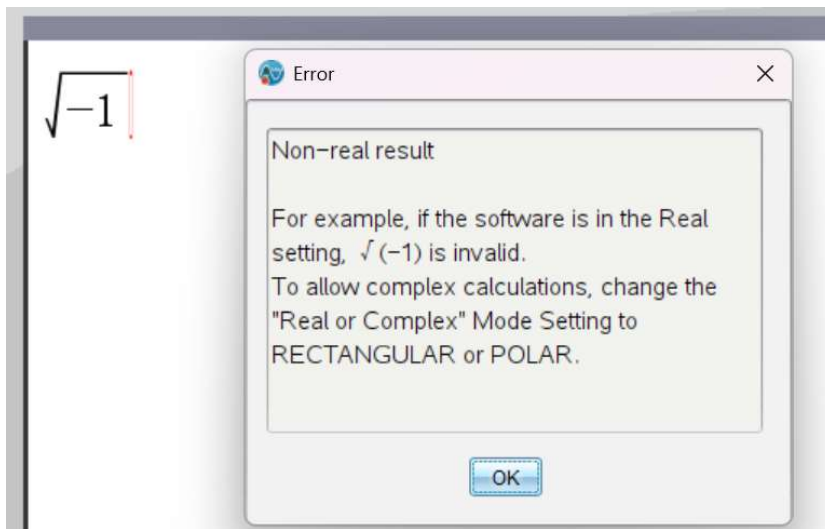 √-1
Error
Non-real result
For example, if the software is in the Real
setting, √(-1) is invalid.
To allow complex calculations, change the
"Real or Complex" Mode Setting to
RECTANGULAR or POLAR.
OK